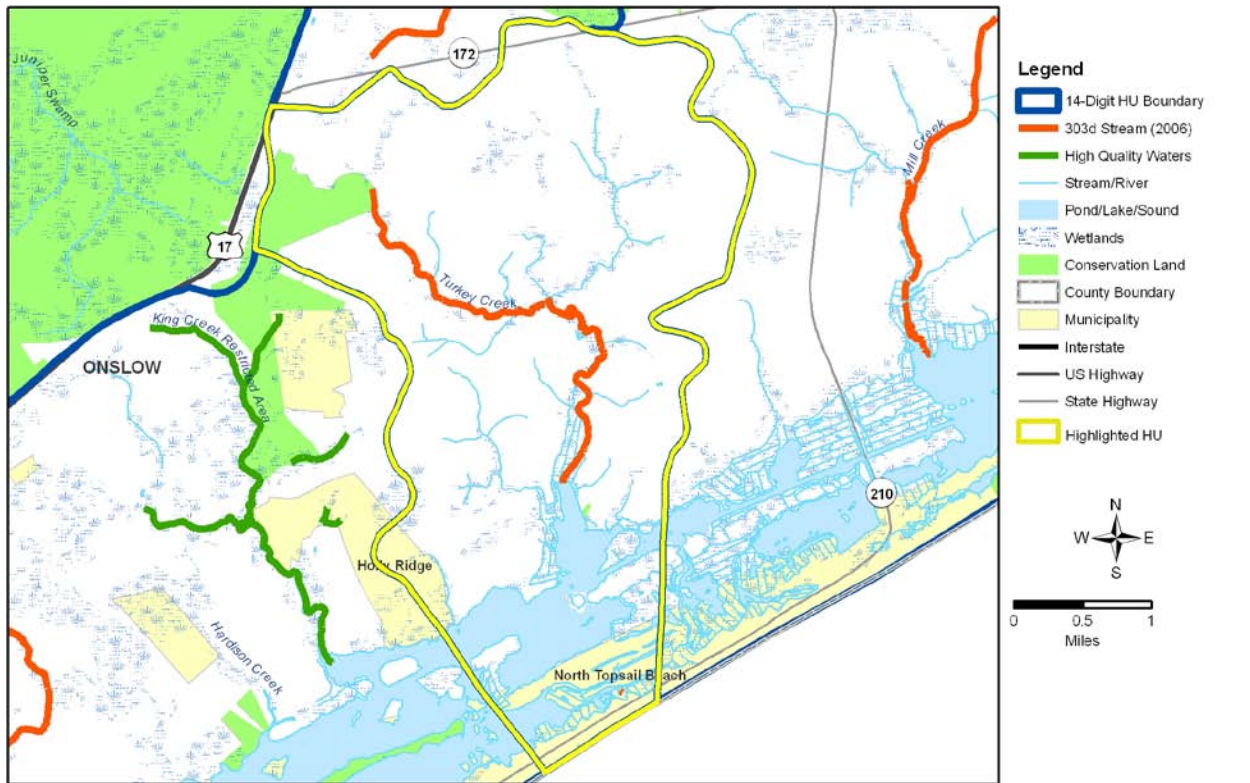 172
Juniper Swamp
Mill Creek
17
Turkey Creek
King Creek Restricted Area
ONSLOW
210
Holly Ridge
Hardison Creek
North Topsail Beach
Legend
14-Digit HU Boundary
303d Stream (2006)
High Quality Waters
Stream/River
Pond/Lake/Sound
Wetlands
Conservation Land
County Boundary
Municipality
Interstate
US Highway
State Highway
Highlighted HU
N
W E
S
0 0.5 1
Miles